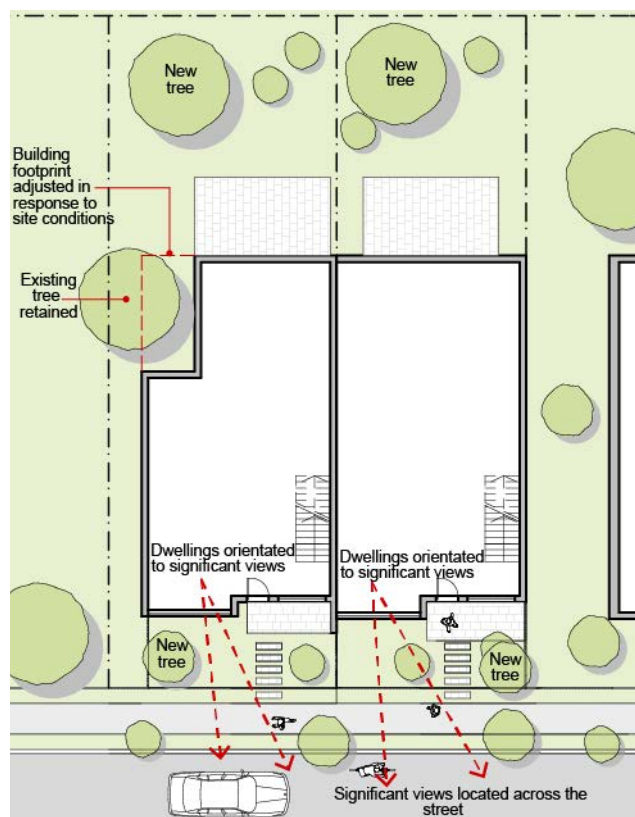 New
tree
New
tree
Building
footprint
adjusted in
response to
site conditions
Existing
tree
retained
Dwellings orientated
to significant views
Dwellings orientated
to significant views
New
tree
New
tree
Significant views located across the
street